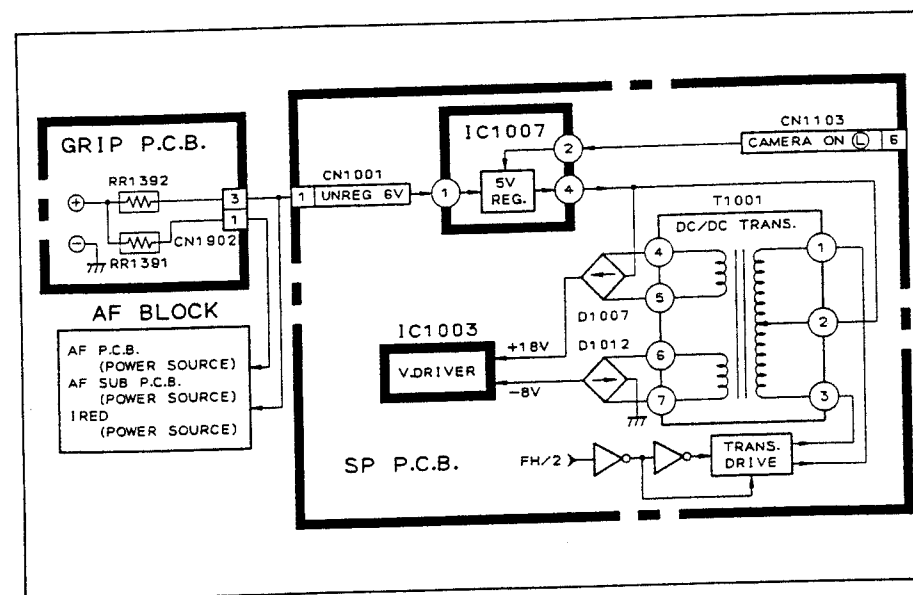 GRIP P.C.B.
RR1392
+
3
1
-
CN1902
RR1391
AF BLOCK
AF P.C.B.
(POWER SOURCE)
AF SUB P.C.B.
(POWER SOURCE)
IRED
(POWER SOURCE)
CN1001
1 UNREG 6V
IC1007
1
5V
REG.
2
4
CN1103
CAMERA ON L 6
T1001
DC/DC TRANS.
4
5
6
7
1
2
3
D1007
D1012
IC1003
V.DRIVER
+18V
-8V
SP P.C.B.
FH/2
TRANS.
DRIVE